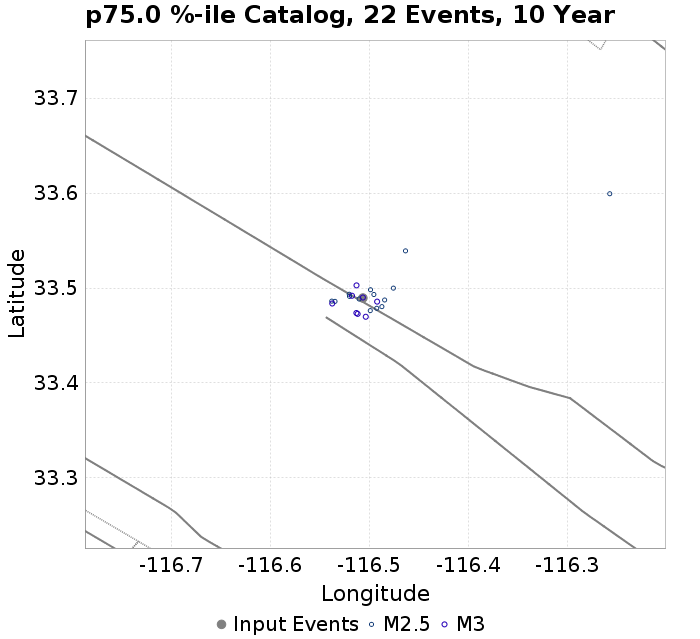 p75.0 %-ile Catalog, 22 Events, 10 Year
33.7
33.6
33.5
33.4
33.3
Latitude
-116.7 -116.6 -116.5 -116.4 -116.3
Longitude
Input Events M2.5 M3